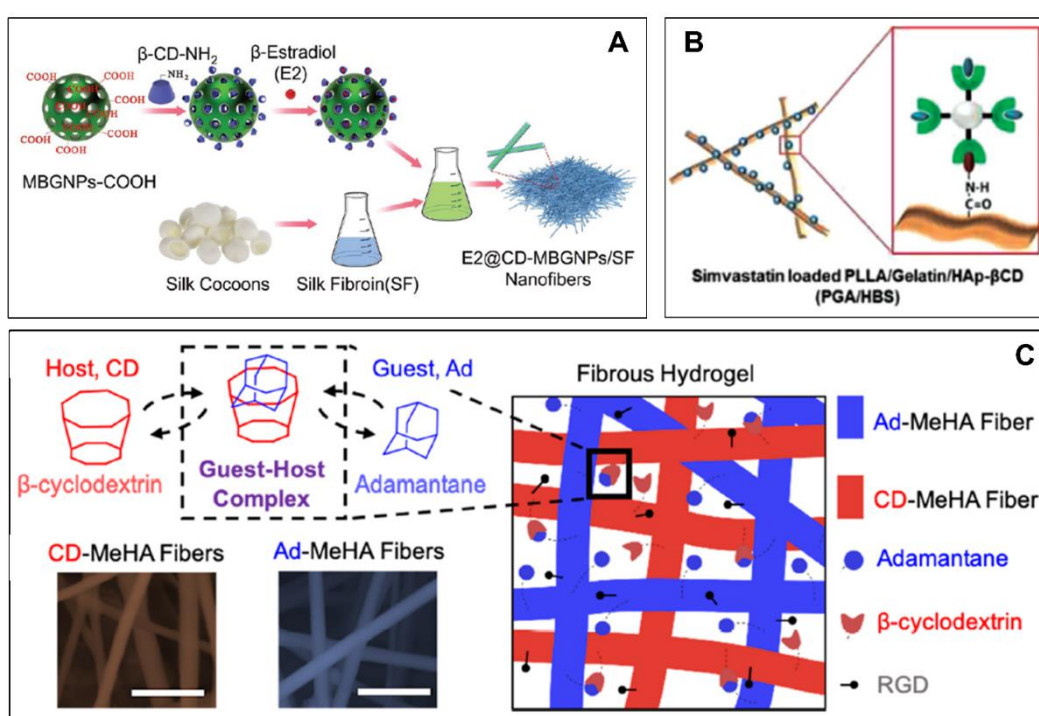 A
β-CD-NH₂
β-Estradiol
(E2)
NH₂
COOH
COOH
COOH
COOH
COOH
COOH
COOH
COOH
COOH
COOH
MBGNPs-COOH
Silk Cocoons
Silk Fibroin(SF)
E2@CD-MBGNPs/SF
Nanofibers
B
N-H
C=O
Simvastatin loaded PLLA/Gelatin/HAp-βCD
(PGA/HBS)
C
Host, CD
Guest, Ad
β-cyclodextrin
Guest-Host
Complex
Adamantane
CD-MeHA Fibers
Ad-MeHA Fibers
Fibrous Hydrogel
Ad-MeHA Fiber
CD-MeHA Fiber
Adamantane
β-cyclodextrin
RGD